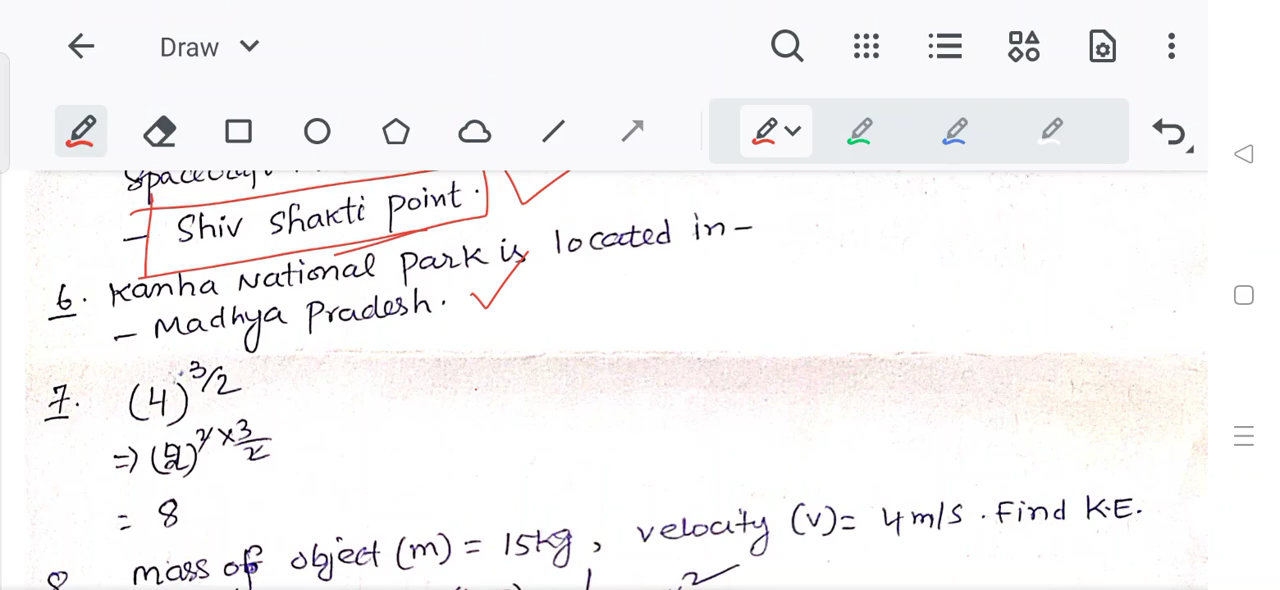 Draw
- Shiv Shakti Point.
6. Kanha National Park is located in -
- Madhya Pradesh.
7. (4)^3/2
=> (2)^2×3/2
= 8
8 mass of object (m) = 15kg, velocity (v)= 4m/s. Find K.E.